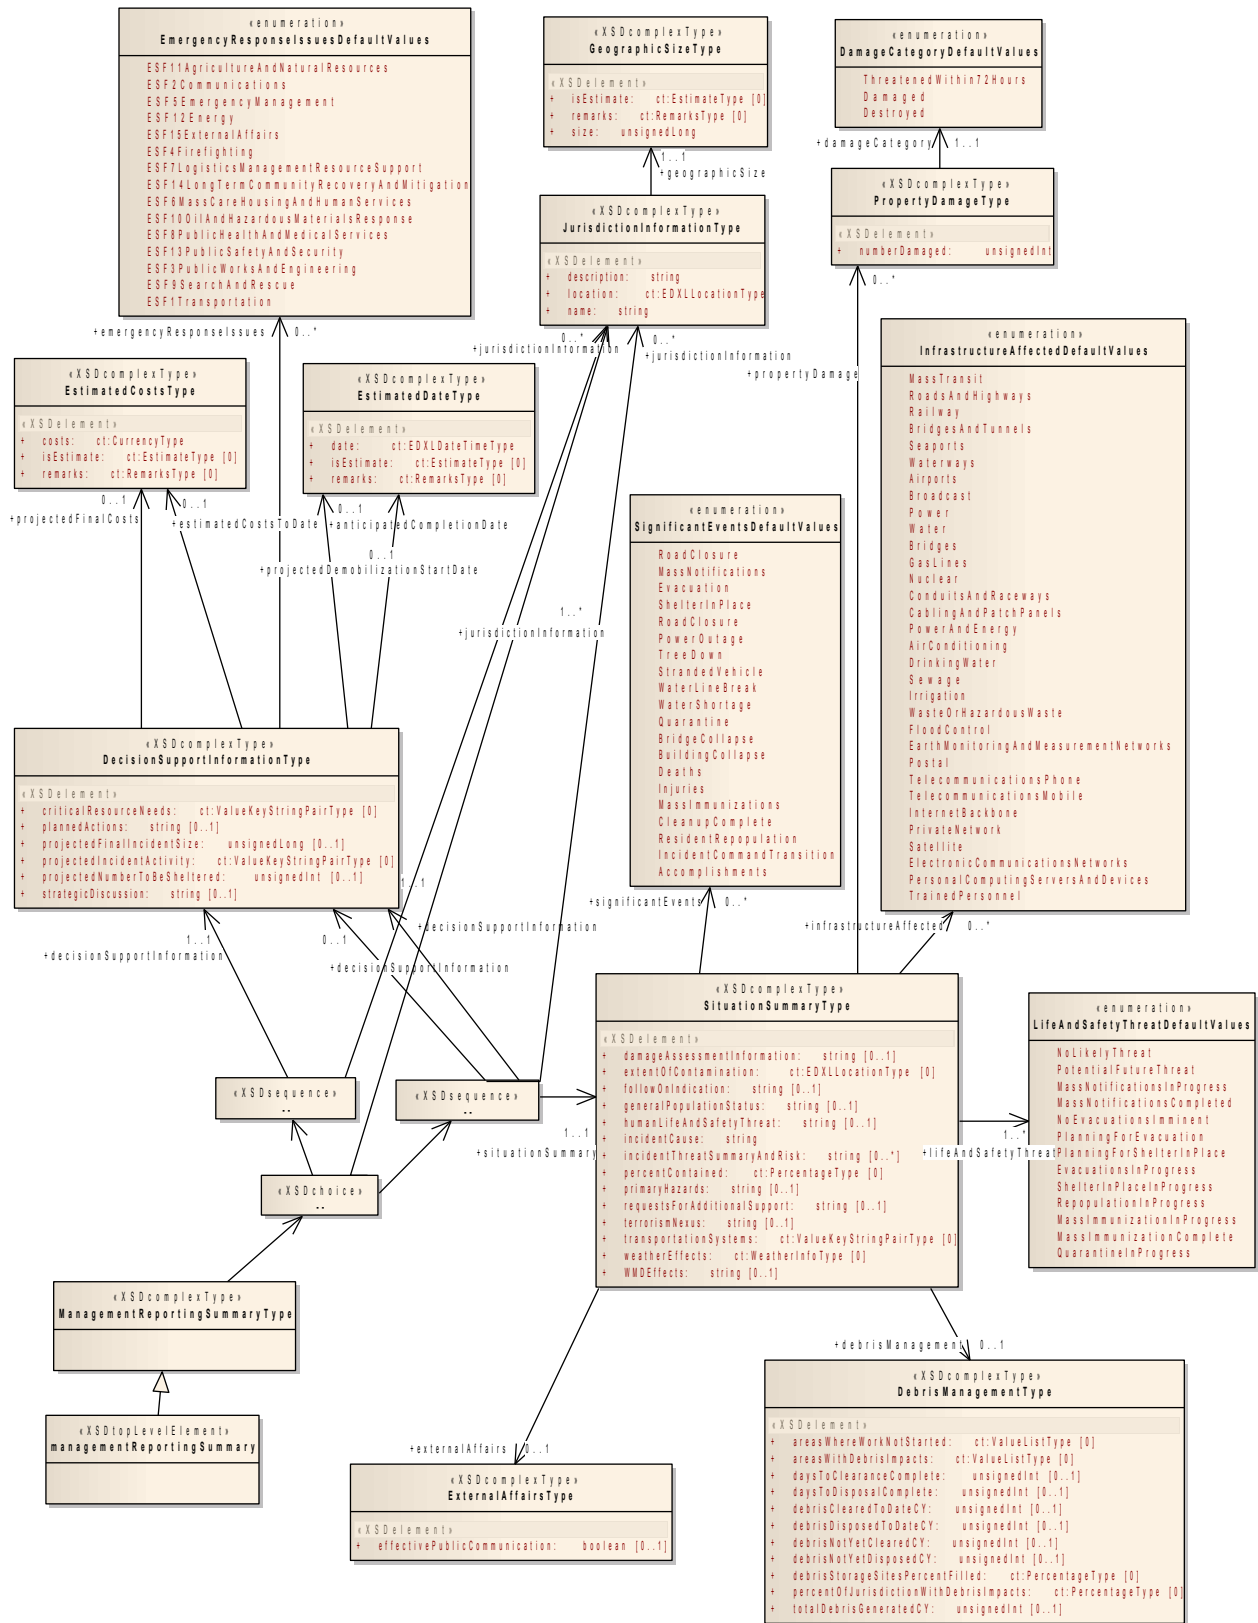 «enumeration»
EmergencyResponseIssuesDefaultValues
ESF11AgricultureAndNaturalResources
ESF2Communications
ESF5EmergencyManagement
ESF12Energy
ESF15ExternalAffairs
ESF4Firefighting
ESF7LogisticsManagementResourceSupport
ESF14LongTermCommunityRecoveryAndMitigation
ESF6MassCareHousingAndHumanServices
ESF10OilAndHazardousMaterialsResponse
ESF8PublicHealthAndMedicalServices
ESF13PublicSafetyAndSecurity
ESF3PublicWorksAndEngineering
ESF9SearchAndRescue
ESF1Transportation
«XSDcomplexType»
GeographicSizeType
«XSDelement»
+ isEstimate: ct:EstimateType [0]
+ remarks: ct:RemarksType [0]
+ size: unsignedLong
«enumeration»
DamageCategoryDefaultValues
ThreatenedWithin72Hours
Damaged
Destroyed
+damageCategory 1..1
1..1
+geographicSize
«XSDcomplexType»
PropertyDamageType
«XSDelement»
+ numberDamaged: unsignedInt
0..*
«XSDcomplexType»
JurisdictionInformationType
«XSDelement»
+ description: string
+ location: ct:EDXLLocationType
+ name: string
+emergencyResponseIssues 0..*
0..*
+jurisdictionInformation
0..*
+jurisdictionInformation
+propertyDamage
«enumeration»
InfrastructureAffectedDefaultValues
MassTransit
RoadsAndHighways
Railway
BridgesAndTunnels
Seaports
Waterways
Airports
Broadcast
Power
Water
Bridges
GasLines
Nuclear
ConduitsAndRaceways
CablingAndPatchPanels
PowerAndEnergy
AirConditioning
DrinkingWater
Sewage
Irrigation
WasteOrHazardousWaste
FloodControl
EarthMonitoringAndMeasurementNetworks
Postal
TelecommunicationsPhone
TelecommunicationsMobile
InternetBackbone
PrivateNetwork
Satellite
ElectronicCommunicationsNetworks
PersonalComputingServersAndDevices
TrainedPersonnel
«XSDcomplexType»
EstimatedCostsType
«XSDelement»
+ costs: ct:CurrencyType
+ isEstimate: ct:EstimateType [0]
+ remarks: ct:RemarksType [0]
«XSDcomplexType»
EstimatedDateType
«XSDelement»
+ date: ct:EDXLDateTimeType
+ isEstimate: ct:EstimateType [0]
+ remarks: ct:RemarksType [0]
0..1
+projectedFinalCosts
0..1
+estimatedCostsToDate
0..1
+anticipatedCompletionDate
0..1
+projectedDemobilizationStartDate
«enumeration»
SignificantEventsDefaultValues
RoadClosure
MassNotifications
Evacuation
ShelterInPlace
RoadClosure
PowerOutage
TreeDown
StrandedVehicle
WaterLineBreak
WaterShortage
Quarantine
BridgeCollapse
BuildingCollapse
Deaths
Injuries
MassImmunizations
CleanupComplete
ResidentRepopulation
IncidentCommandTransition
Accomplishments
1..*
+jurisdictionInformation
«XSDcomplexType»
DecisionSupportInformationType
«XSDelement»
+ criticalResourceNeeds: ct:ValueKeyStringPairType [0]
+ plannedActions: string [0..1]
+ projectedFinalIncidentSize: unsignedLong [0..1]
+ projectedIncidentActivity: ct:ValueKeyStringPairType [0]
+ projectedNumberToBeSheltered: unsignedInt [0..1]
+ strategicDiscussion: string [0..1]
1..1
+decisionSupportInformation
1..1
+decisionSupportInformation
0..1
+decisionSupportInformation
+significantEvents 0..*
+infrastructureAffected 0..*
«XSDcomplexType»
SituationSummaryType
«XSDelement»
+ damageAssessmentInformation: string [0..1]
+ extentOfContamination: ct:EDXLLocationType [0]
+ followOnIndication: string [0..1]
+ generalPopulationStatus: string [0..1]
+ humanLifeAndSafetyThreat: string [0..1]
+ incidentCause: string
+ incidentThreatSummaryAndRisk: string [0..*]
+ percentContained: ct:PercentageType [0]
+ primaryHazards: string [0..1]
+ requestsForAdditionalSupport: string [0..1]
+ terrorismNexus: string [0..1]
+ transportationSystems: ct:ValueKeyStringPairType [0]
+ weatherEffects: ct:WeatherInfoType [0]
+ WMDEffects: string [0..1]
«enumeration»
LifeAndSafetyThreatDefaultValues
NoLikelyThreat
PotentialFutureThreat
MassNotificationsInProgress
MassNotificationsCompleted
NoEvacuationsImminent
PlanningForEvacuation
PlanningForShelterInPlace
EvacuationsInProgress
ShelterInPlaceInProgress
RepopulationInProgress
MassImmunizationInProgress
MassImmunizationComplete
QuarantineInProgress
1..*
+lifeAndSafetyThreat
«XSDsequence»
--
«XSDsequence»
--
1..1
+situationSummary
«XSDchoice»
--
«XSDcomplexType»
ManagementReportingSummaryType
«XSDtopLevelElement»
managementReportingSummary
+externalAffairs 0..1
«XSDcomplexType»
ExternalAffairsType
«XSDelement»
+ effectivePublicCommunication: boolean [0..1]
+debrisManagement 0..1
«XSDcomplexType»
DebrisManagementType
«XSDelement»
+ areasWhereWorkNotStarted: ct:ValueListType [0]
+ areasWithDebrisImpacts: ct:ValueListType [0]
+ daysToClearanceComplete: unsignedInt [0..1]
+ daysToDisposalComplete: unsignedInt [0..1]
+ debrisClearedToDateCY: unsignedInt [0..1]
+ debrisDisposedToDateCY: unsignedInt [0..1]
+ debrisNotYetClearedCY: unsignedInt [0..1]
+ debrisNotYetDisposedCY: unsignedInt [0..1]
+ debrisStorageSitesPercentFilled: ct:PercentageType [0]
+ percentOfJurisdictionWithDebrisImpacts: ct:PercentageType [0]
+ totalDebrisGeneratedCY: unsignedInt [0..1]